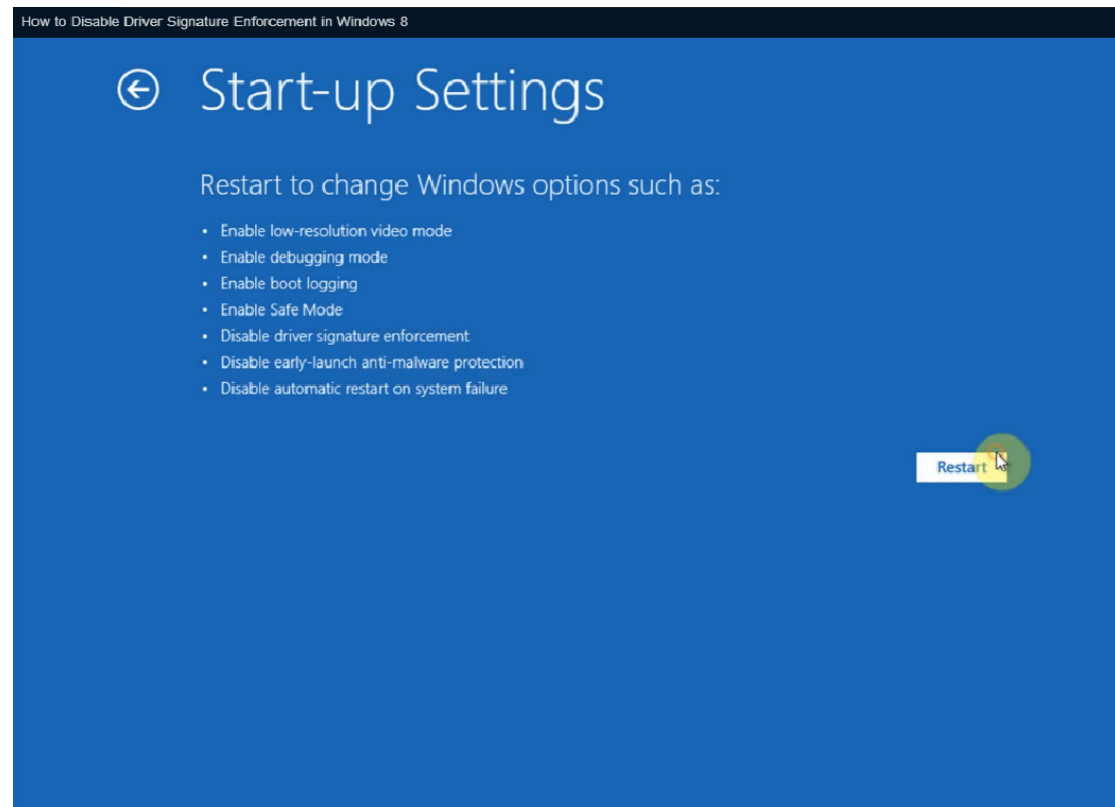 How to Disable Driver Signature Enforcement in Windows 8
Start-up Settings
Restart to change Windows options such as:
• Enable low-resolution video mode
• Enable debugging mode
• Enable boot logging
• Enable Safe Mode
• Disable driver signature enforcement
• Disable early-launch anti-malware protection
• Disable automatic restart on system failure
Restart